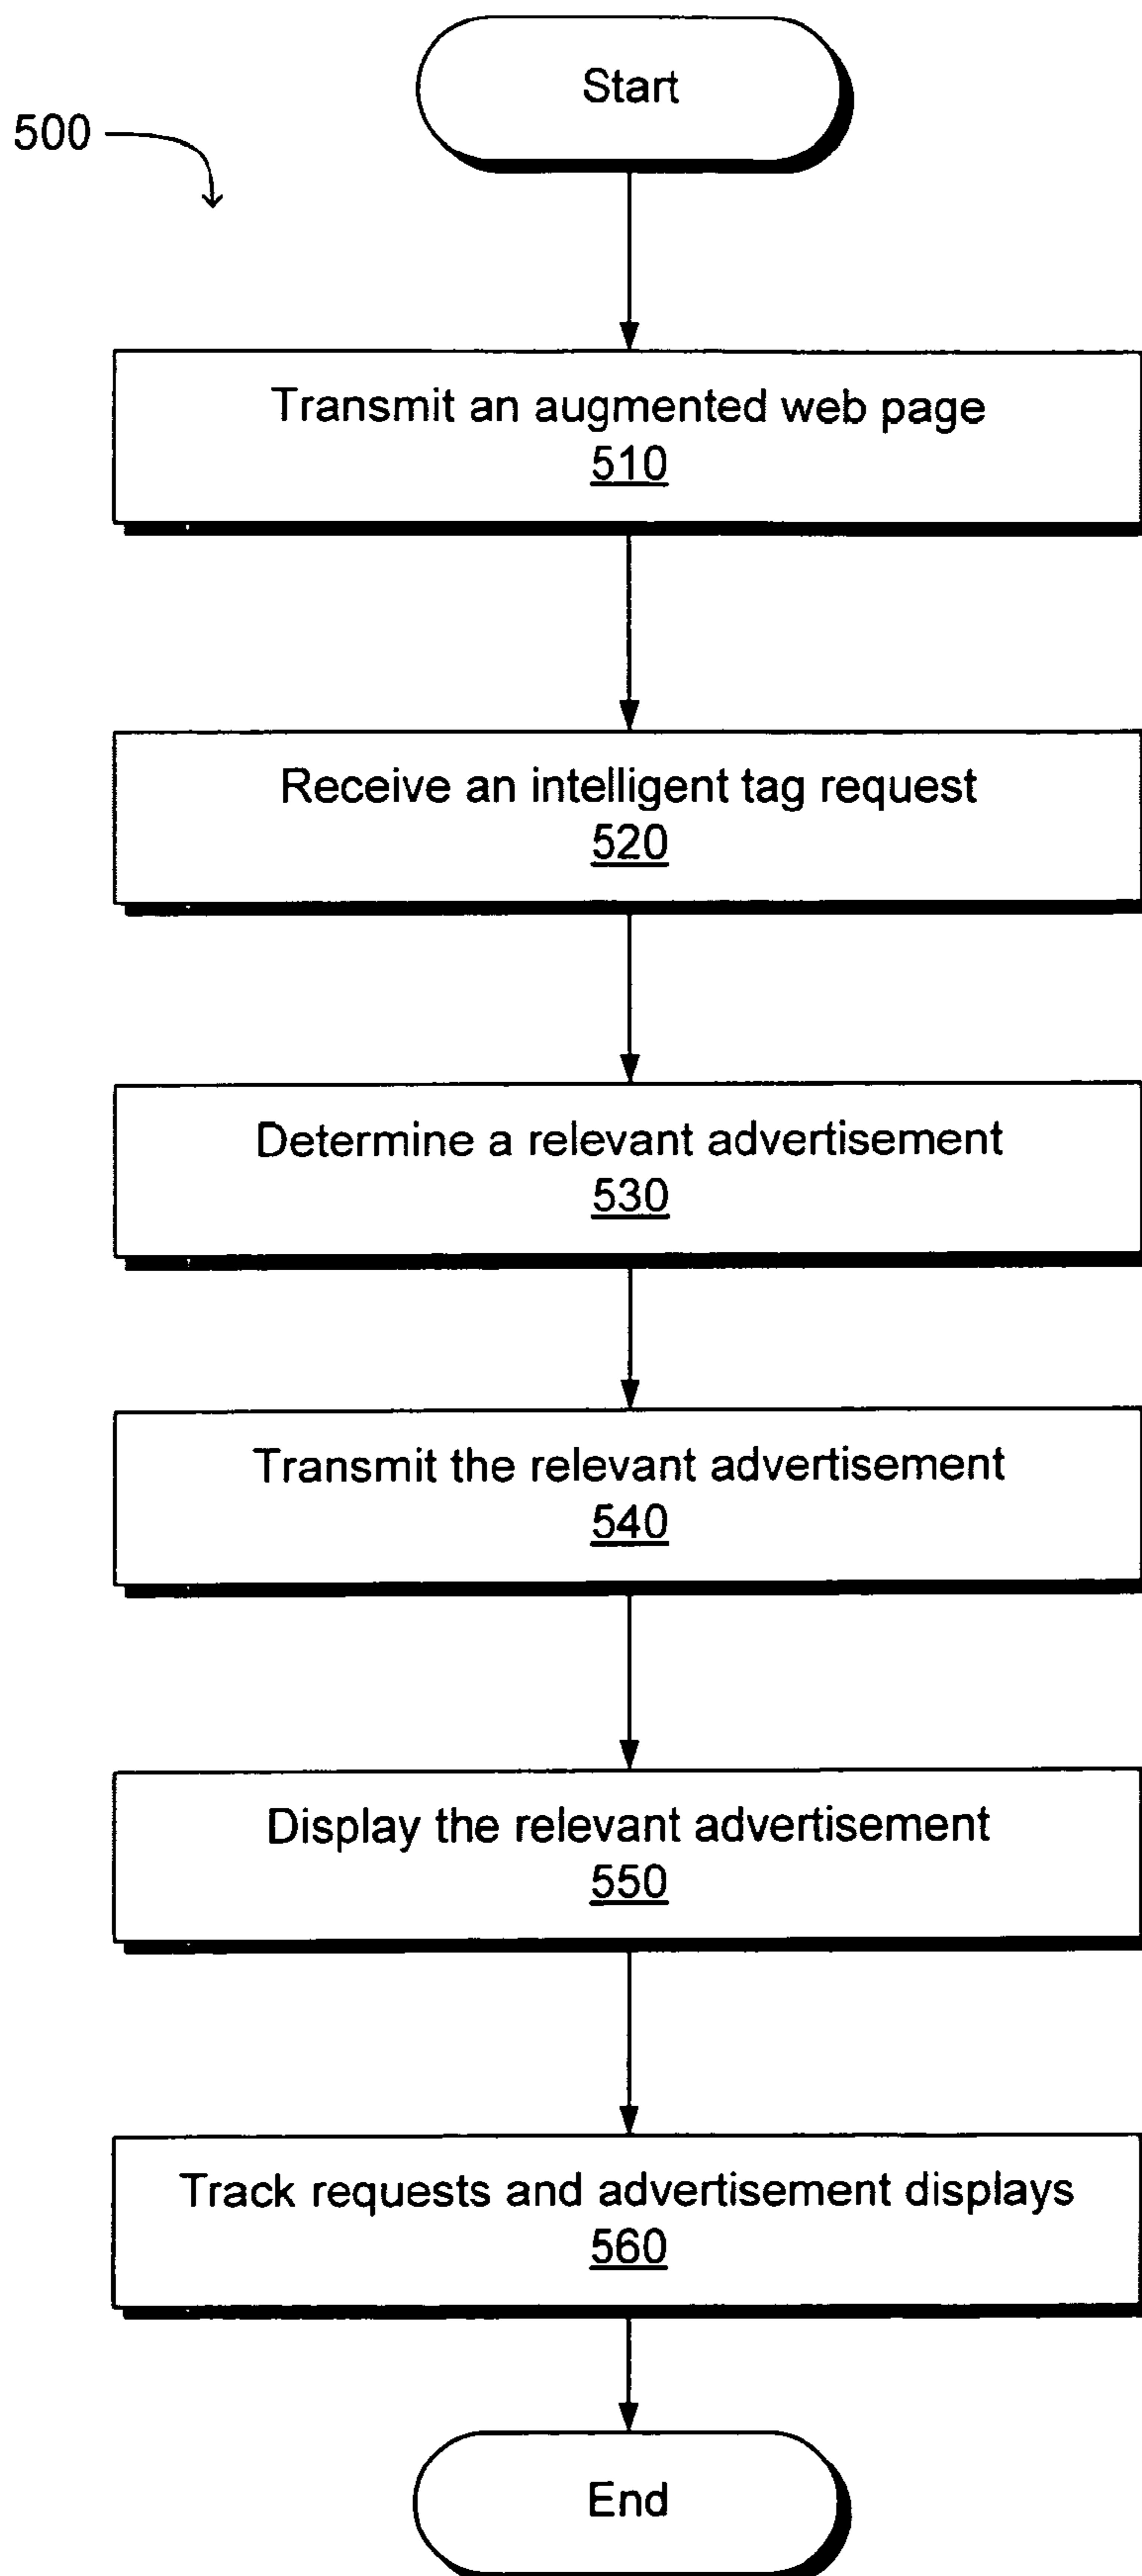 Start
500
Transmit an augmented web page
510
Receive an intelligent tag request
520
Determine a relevant advertisement
530
Transmit the relevant advertisement
540
Display the relevant advertisement
550
Track requests and advertisement displays
560
End